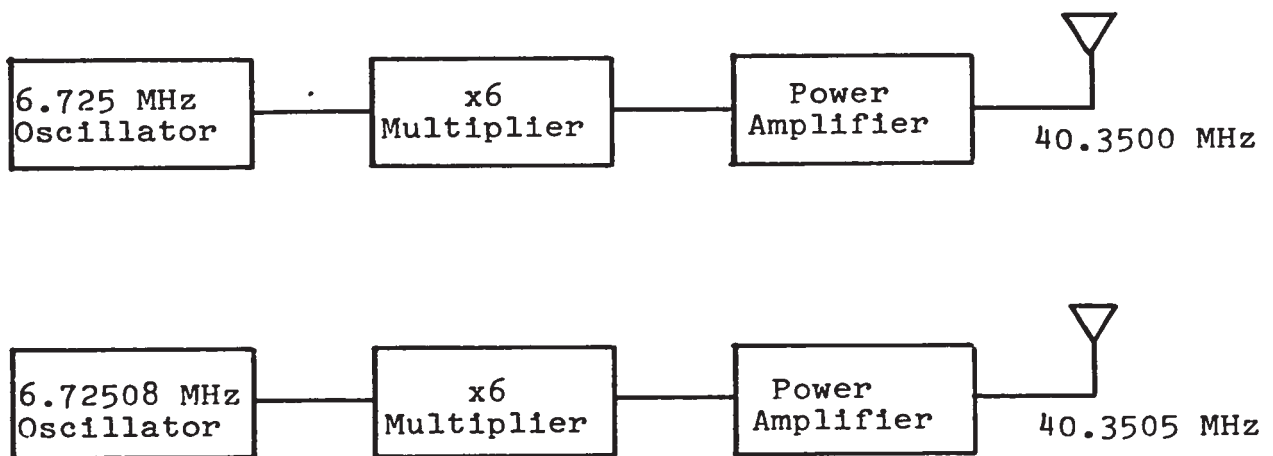 6.725 MHz
Oscillator
x6
Multiplier
Power
Amplifier
40.3500 MHz
6.72508 MHz
Oscillator
x6
Multiplier
Power
Amplifier
40.3505 MHz